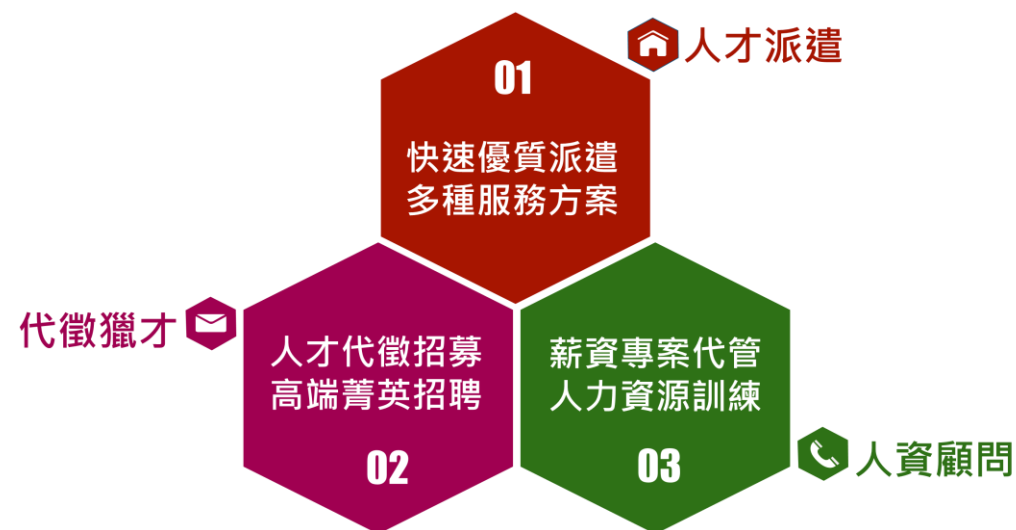 人才派遣
01
快速優質派遣
多種服務方案
代徵獵才
人才代徵招募
高端菁英招聘
02
薪資專案代管
人力資源訓練
03
人資顧問